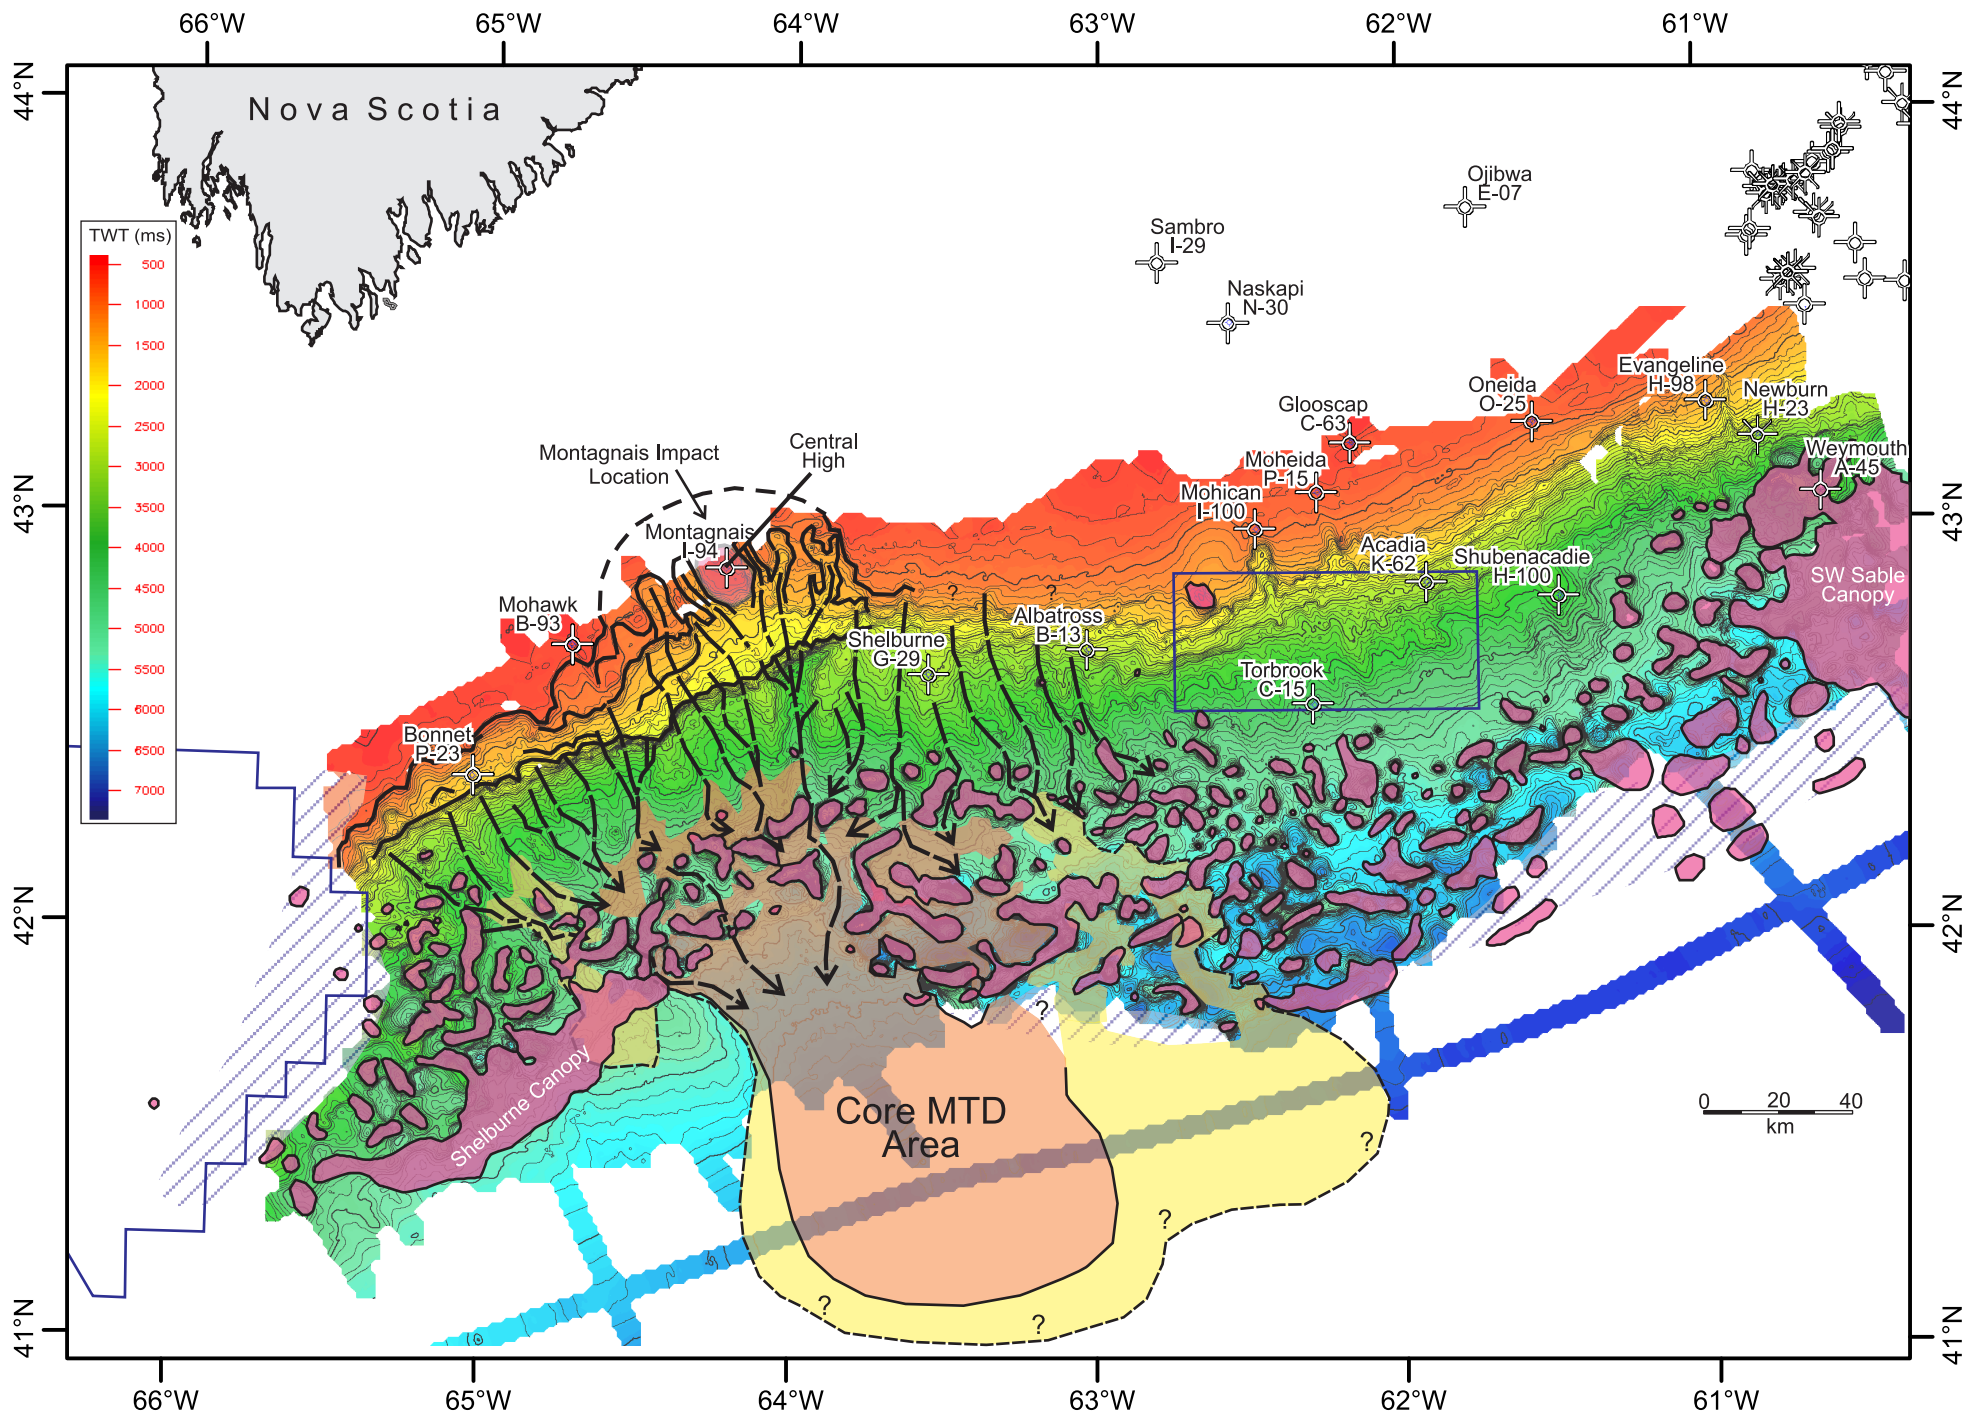 66°W 65°W 64°W 63°W 62°W 61°W
44°N
44°N
Nova Scotia
Ojibwa
E-07
TWT (ms)
500
1000
1500
2000
2500
3000
3500
4000
4500
5000
5500
6000
6500
7000
Sambro
I-29
Naskapi
N-30
Evangeline
H-98
Oneida
O-25
Newburn
H-23
Glooscap
C-63
Montagnais Impact
Location
Central
High
Weymouth
A-45
Moheida
P-15
Mohican
I-100
43°N
43°N
Montagnais
I-94
Acadia
K-62
Shubenacadie
H-100
SW Sable
Canopy
Mohawk
B-93
?
?
Albatross
B-13
Shelburne
G-29
Torbrook
C-15
Bonnet
P-23
42°N
42°N
?
Shelburne Canopy
Core MTD
Area
0 20 40
km
?
?
?
?
41°N
41°N
66°W 65°W 64°W 63°W 62°W 61°W